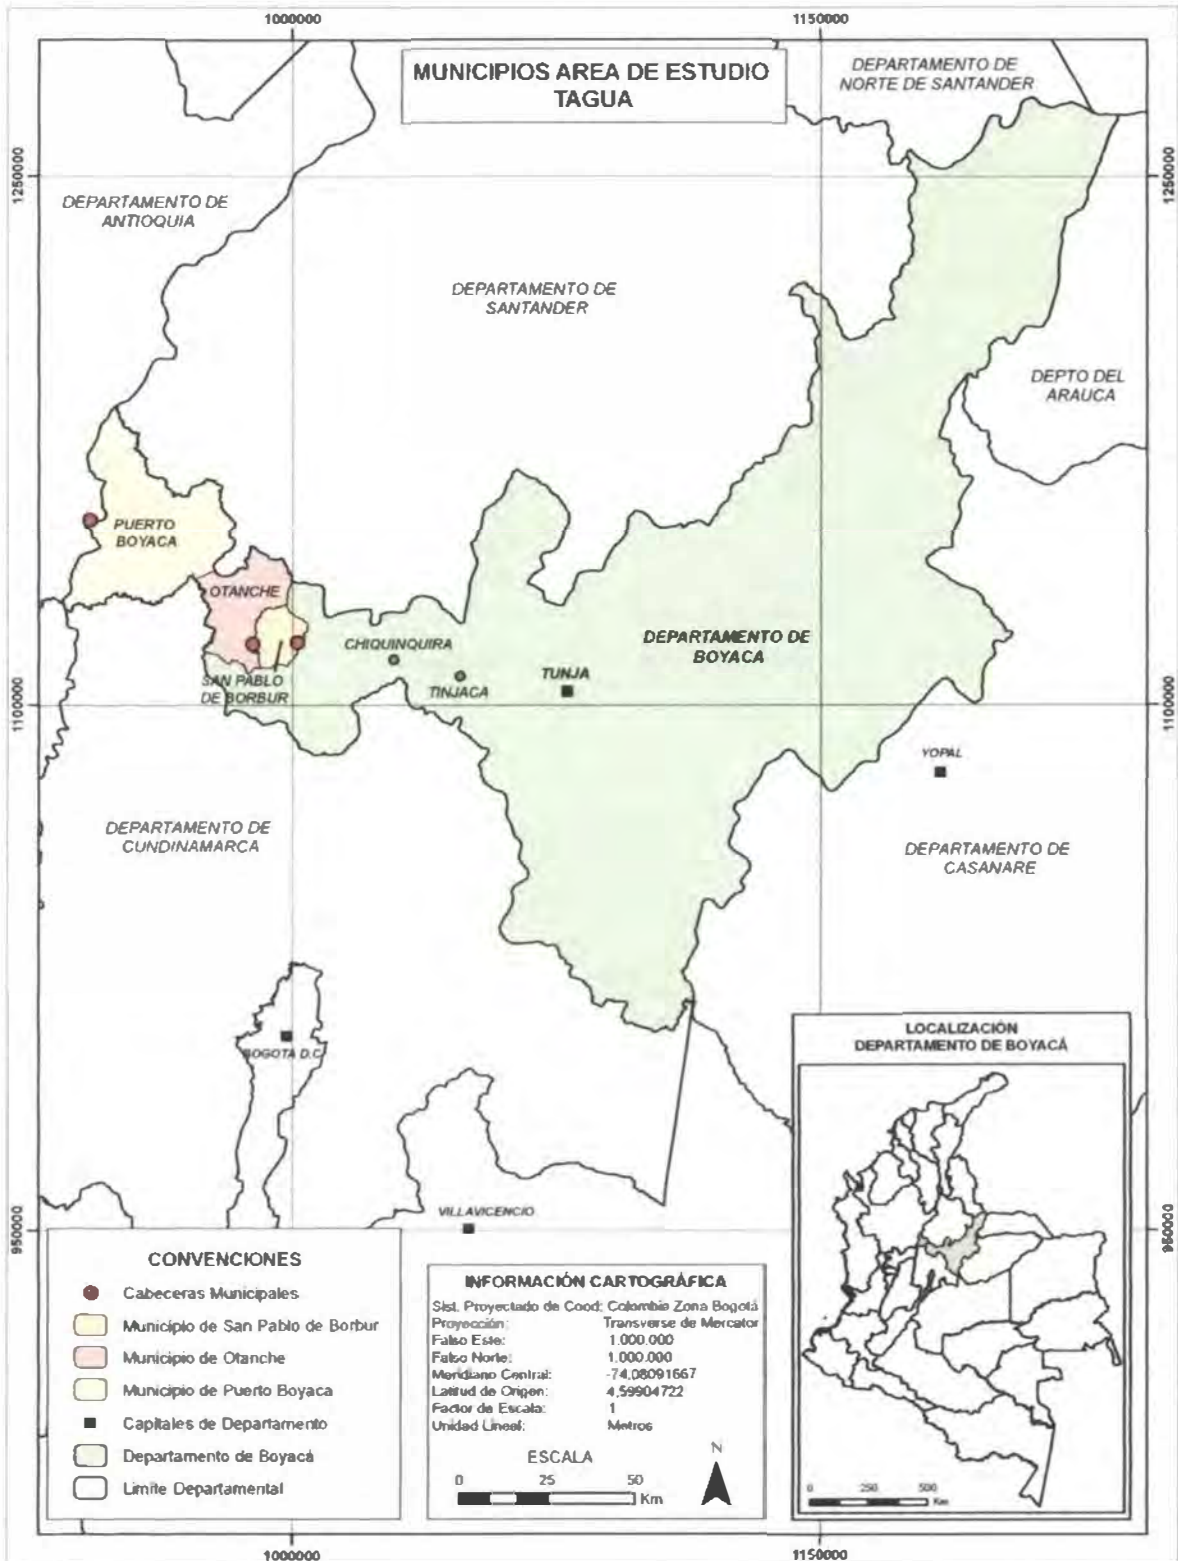 1000000
1150000
MUNICIPIOS AREA DE ESTUDIO
TAGUA
DEPARTAMENTO DE
NORTE DE SANTANDER
1250000
1250000
DEPARTAMENTO DE
ANTIOQUIA
DEPARTAMENTO DE
SANTANDER
DEPTO DEL
ARAUCA
PUERTO
BOYACA
OTANCHE
CHIQUINQUIRA
DEPARTAMENTO DE
BOYACA
SAN PABLO
DE BORBUR
TINJACA
TUNJA
1100000
1100000
YOPAL
DEPARTAMENTO DE
CUNDINAMARCA
DEPARTAMENTO DE
CASANARE
BOGOTA D.C.
VILLAVICENCIO
950000
950000
LOCALIZACIÓN
DEPARTAMENTO DE BOYACÁ
0 250 500
Km
CONVENCIONES
Cabeceras Municipales
Municipio de San Pablo de Borbur
Municipio de Otanche
Municipio de Puerto Boyaca
Capitales de Departamento
Departamento de Boyacá
Limite Departamental
INFORMACIÓN CARTOGRÁFICA
Sist. Proyectado de Cood: Colombia Zona Bogotá
Proyección: Transverse de Mercator
Falso Este: 1.000.000
Falso Norte: 1.000.000
Meridiano Central: -74,08091667
Latitud de Origen: 4,59904722
Factor de Escala: 1
Unidad Lineal: Metros
ESCALA
0 25 50
Km
N
1000000
1150000